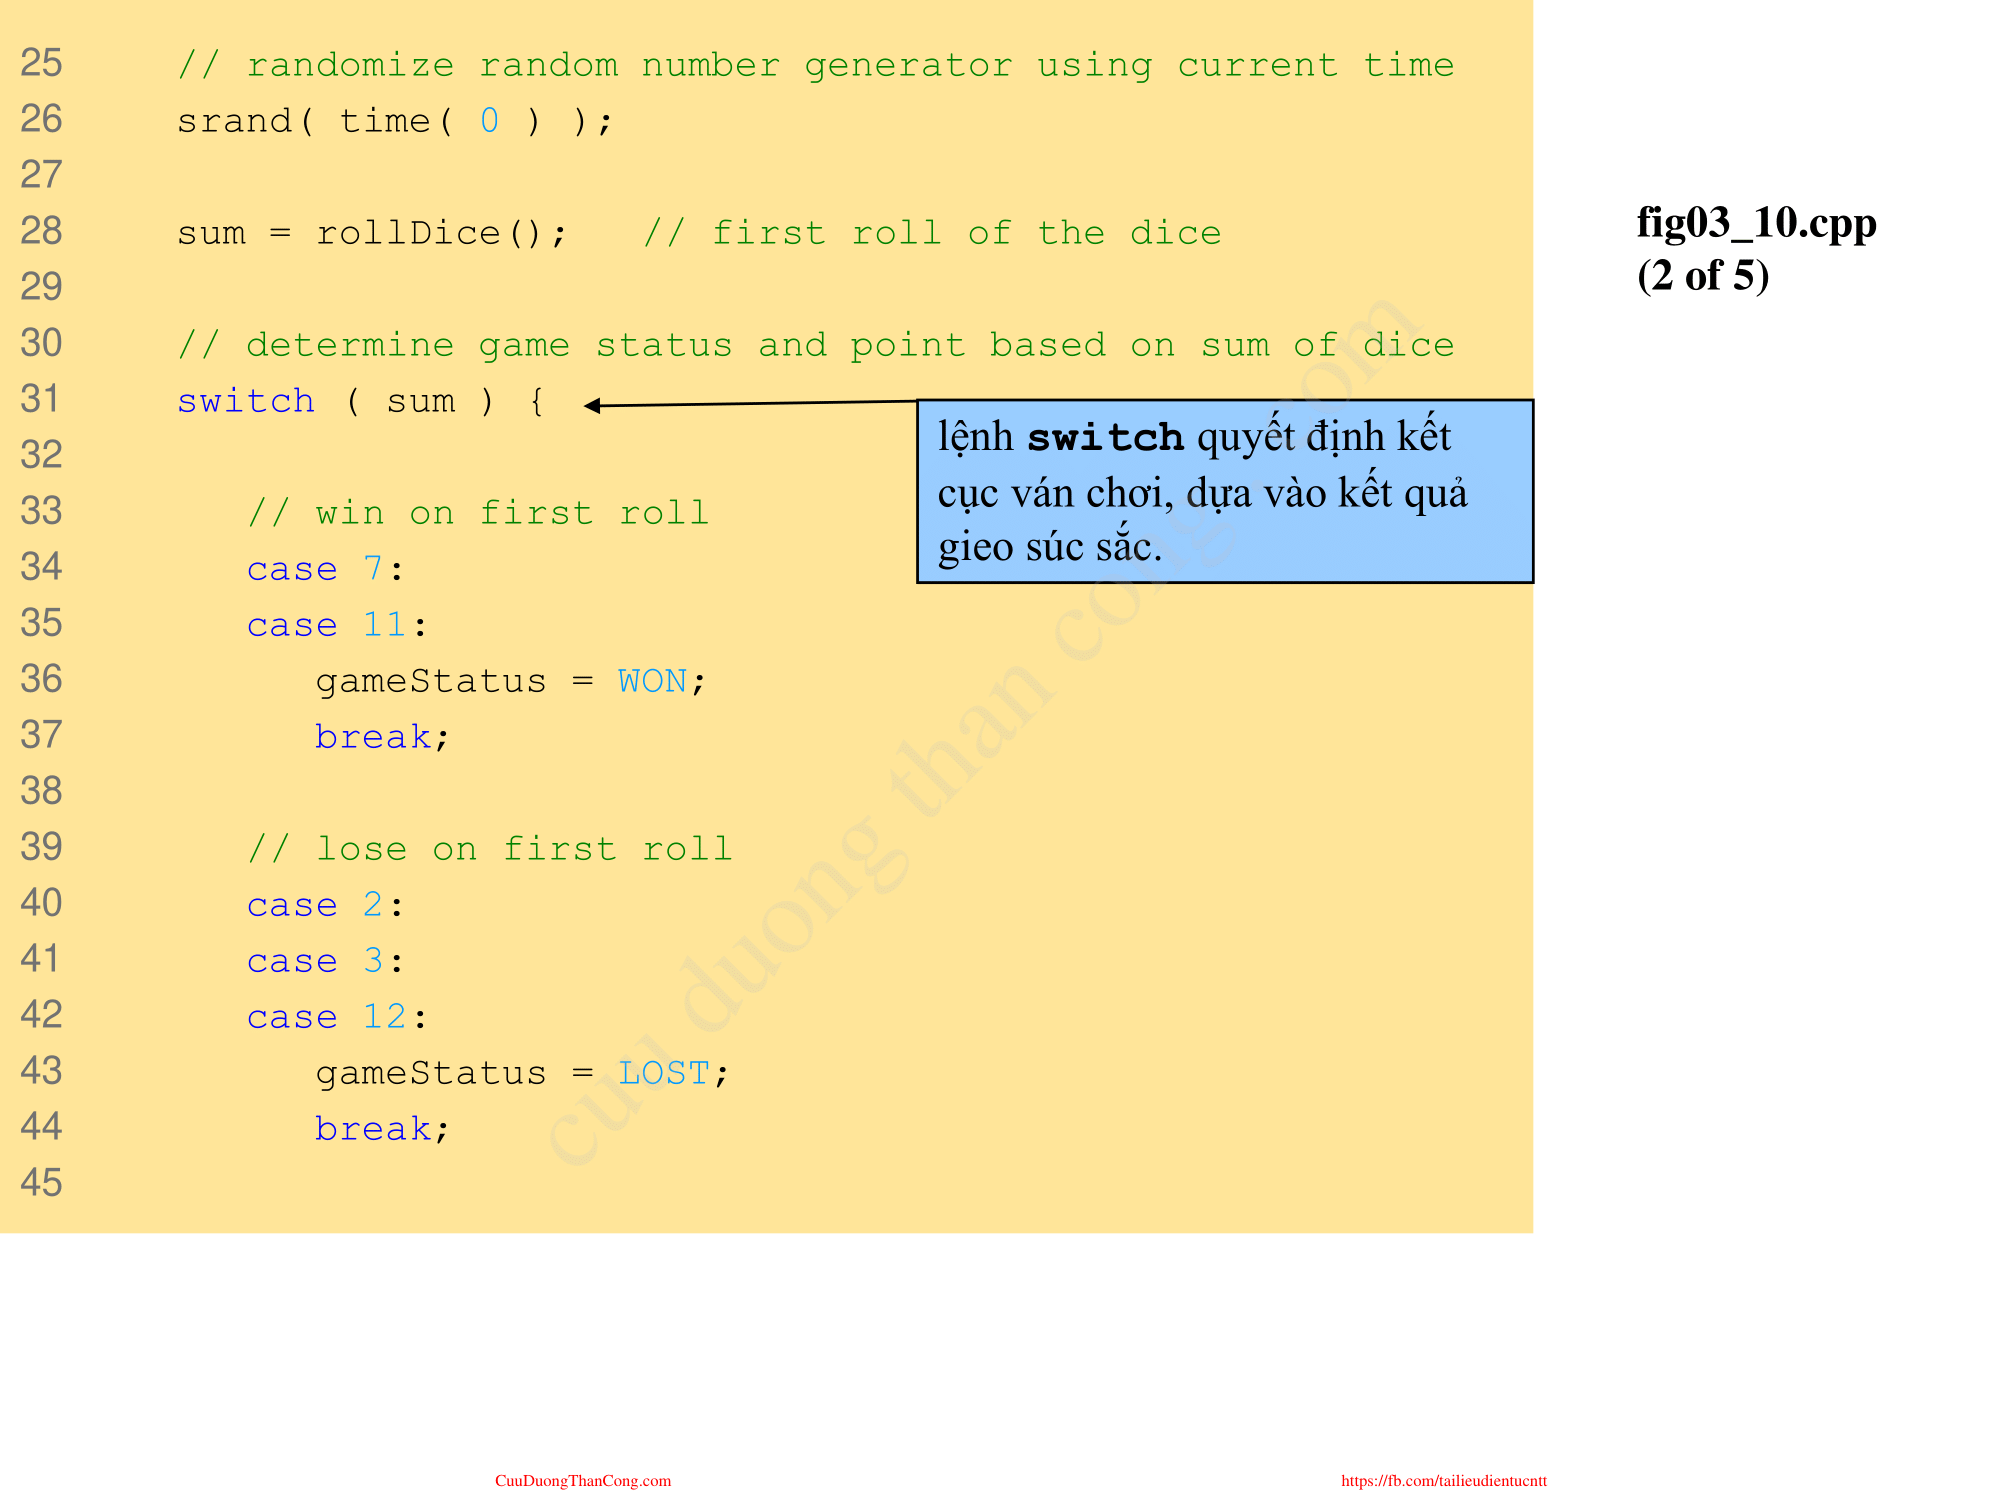 25 // randomize random number generator using current time
26 srand( time( 0 ) );
27
28 sum = rollDice(); // first roll of the dice
29
30 // determine game status and point based on sum of dice
31 switch ( sum ) {
32
33 // win on first roll
34 case 7:
35 case 11:
36 gameStatus = WON;
37 break;
38
39 // lose on first roll
40 case 2:
41 case 3:
42 case 12:
43 gameStatus = LOST;
44 break;
45
lệnh switch quyết định kết
cục ván chơi, dựa vào kết quả
gieo súc sắc.
fig03_10.cpp
(2 of 5)
cuu duong than cong . com
CuuDuongThanCong.com
https://fb.com/tailieudientucntt